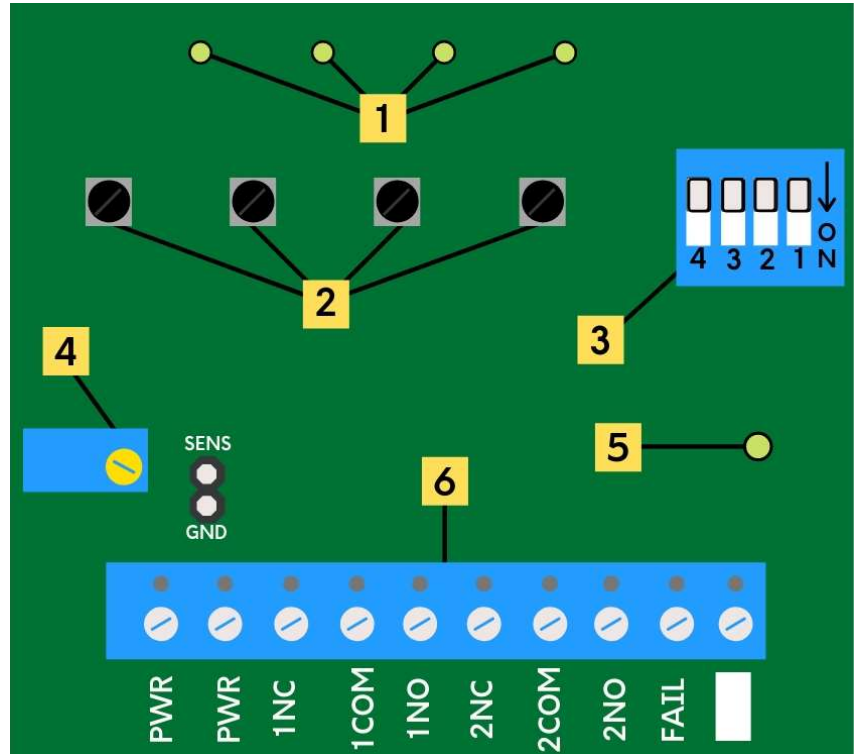 1
2
3
4 3 2 1
O
N
4
SENS
GND
5
6
PWR
PWR
1NC
1COM
1NO
2NC
2COM
2NO
FAIL